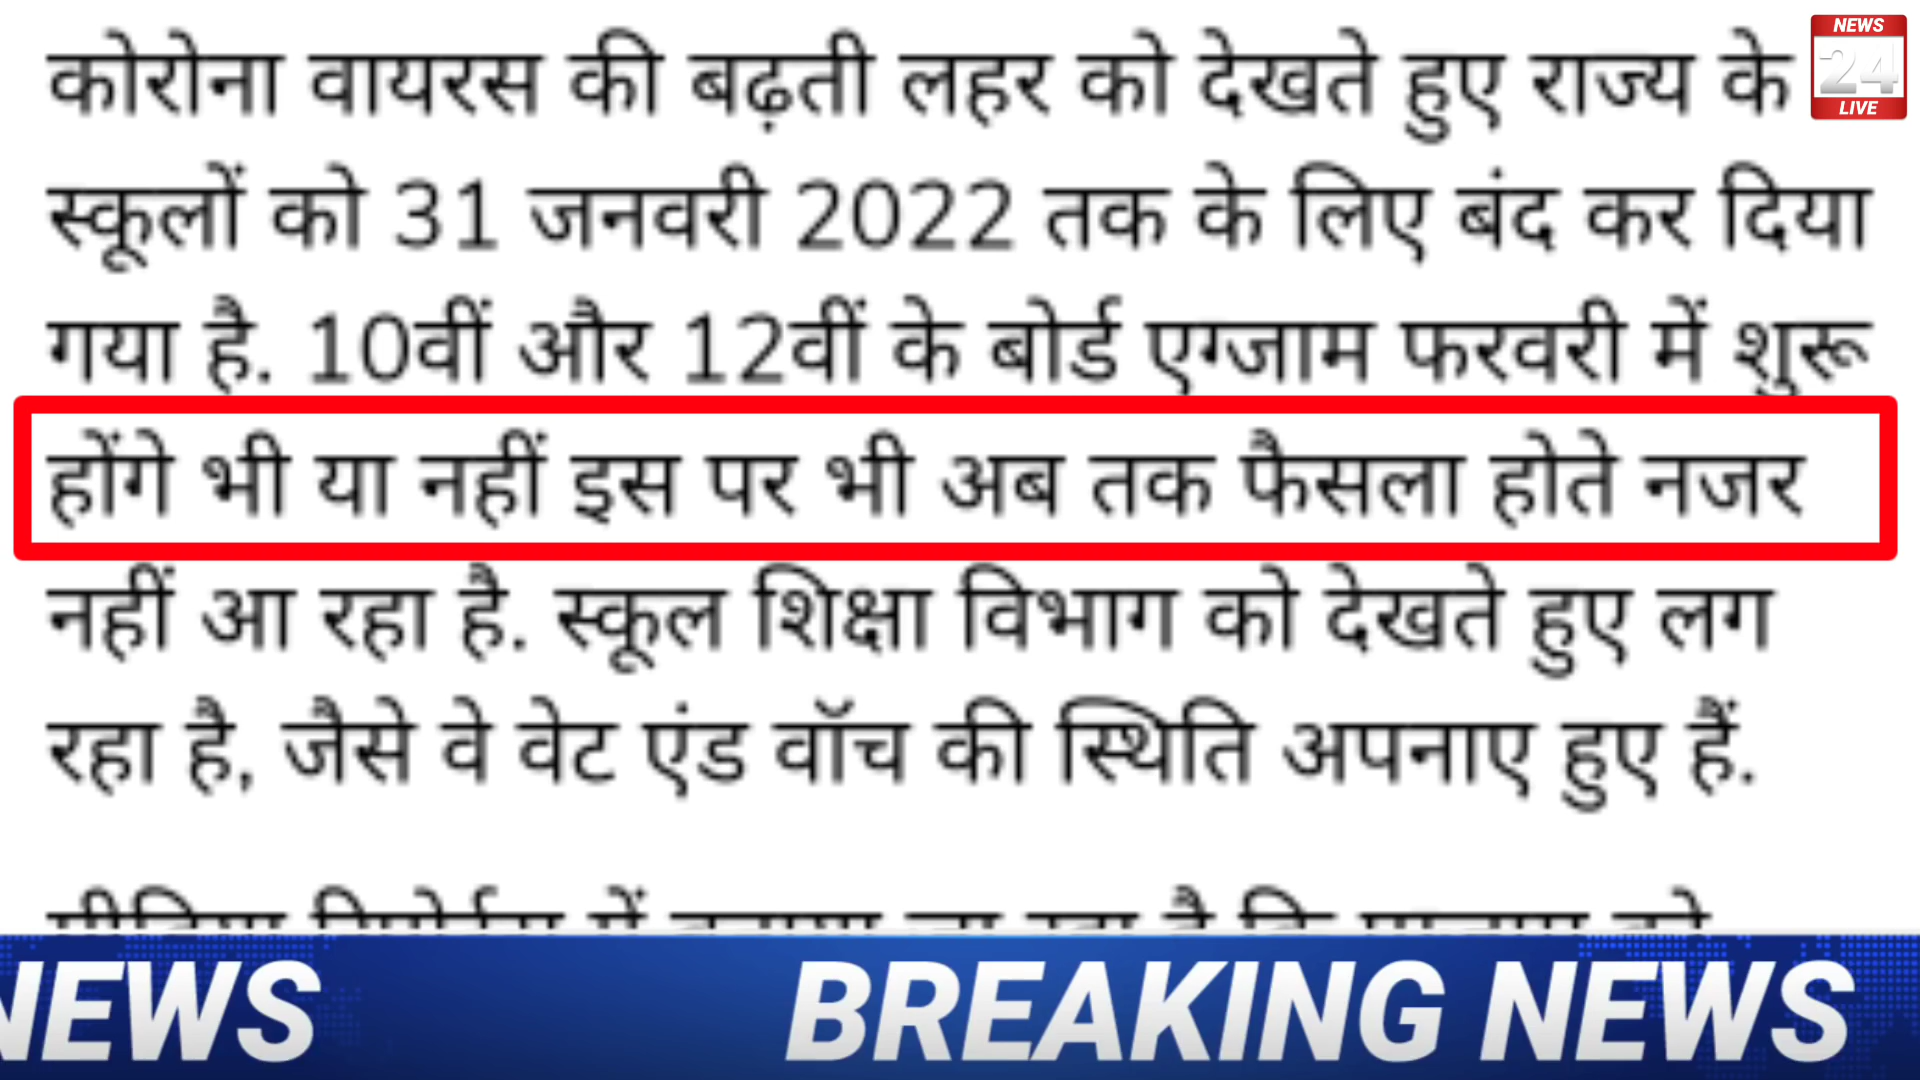 कोरोना वायरस की बढ़ती लहर को देखते हुए राज्य के
NEWS
24
LIVE
स्कूलों को 31 जनवरी 2022 तक के लिए बंद कर दिया
गया है. 10वीं और 12वीं के बोर्ड एग्जाम फरवरी में शुरू
होंगे भी या नहीं इस पर भी अब तक फैसला होते नजर
नहीं आ रहा है. स्कूल शिक्षा विभाग को देखते हुए लग
रहा है, जैसे वे वेट एंड वॉच की स्थिति अपनाए हुए हैं.
NEWS BREAKING NEWS